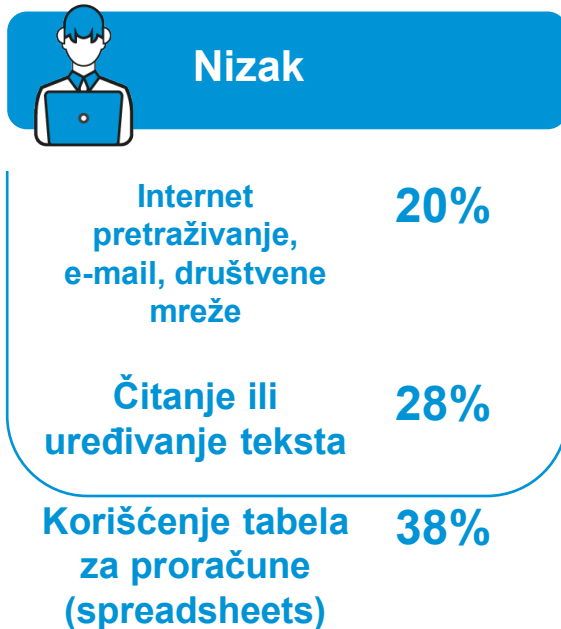 Nizak
Internet
pretraživanje,
e-mail, društvene
mreže
20%
Čitanje ili
uređivanje teksta
28%
Korišćenje tabela
za proračune
(spreadsheets)
38%